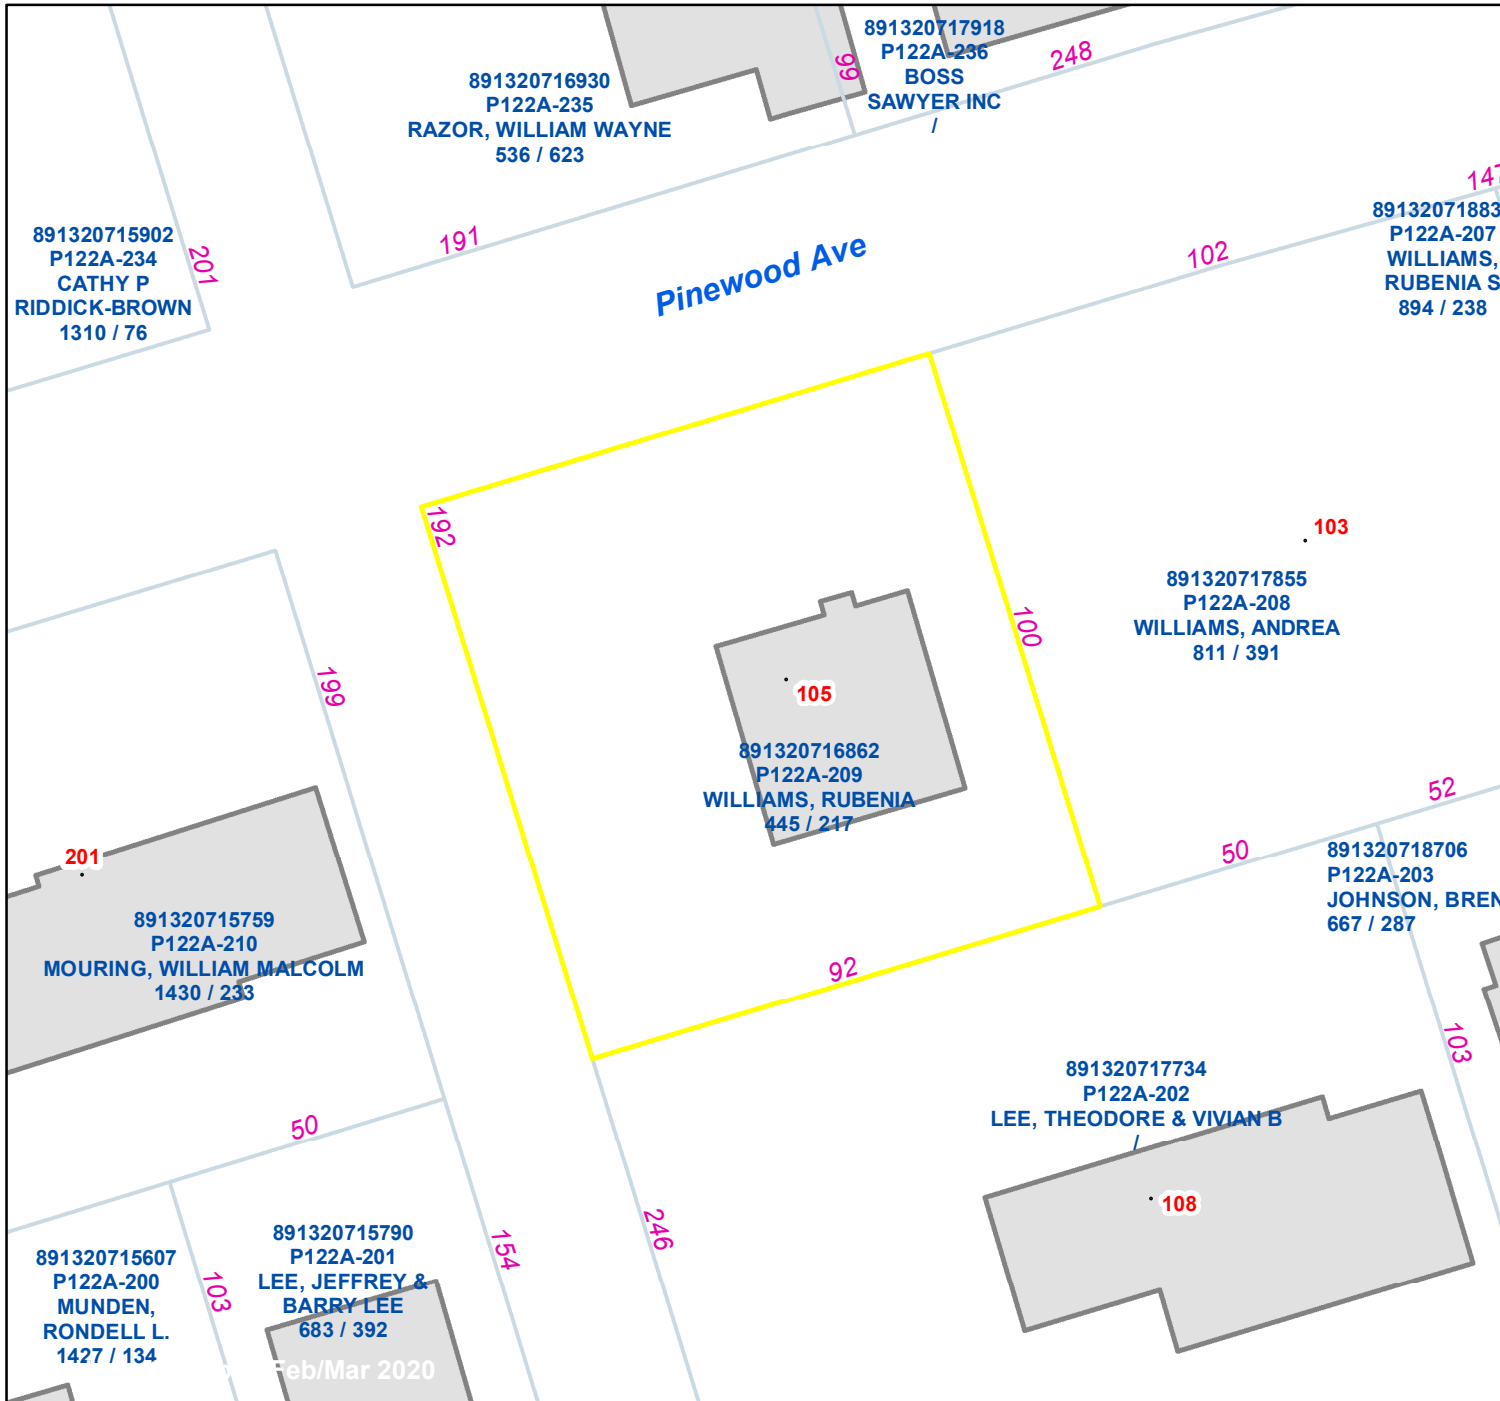 891320717918
P122A-236
BOSS
SAWYER INC
/
99
248
891320716930
P122A-235
RAZOR, WILLIAM WAYNE
536 / 623
147
891320715902
P122A-234
CATHY P
RIDDICK-BROWN
1310 / 76
201
191
Pinewood Ave
102
89132071883
P122A-207
WILLIAMS,
RUBENIA S
894 / 238
192
103
891320717855
P122A-208
WILLIAMS, ANDREA
811 / 391
100
199
105
891320716862
P122A-209
WILLIAMS, RUBENIA
445 / 217
52
50
891320718706
P122A-203
JOHNSON, BREN
667 / 287
201
891320715759
P122A-210
MOURING, WILLIAM MALCOLM
1430 / 233
92
103
891320717734
P122A-202
LEE, THEODORE & VIVIAN B
/
108
50
246
154
891320715790
P122A-201
LEE, JEFFREY &
BARRY LEE
683 / 392
103
891320715607
P122A-200
MUNDEN,
RONDELL L.
1427 / 134
Feb/Mar 2020